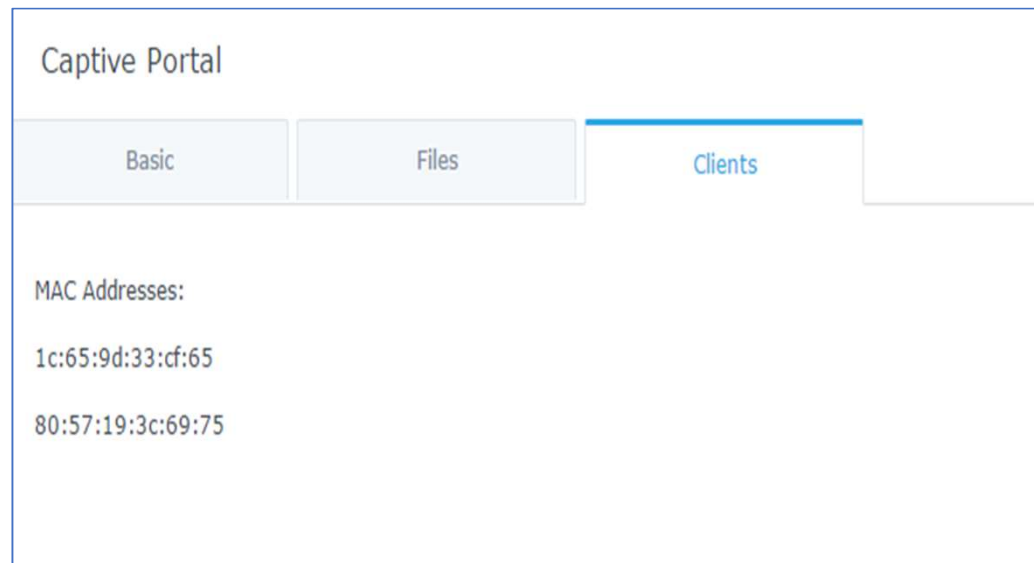 Captive Portal
Basic Files Clients
MAC Addresses:
1c:65:9d:33:cf:65
80:57:19:3c:69:75